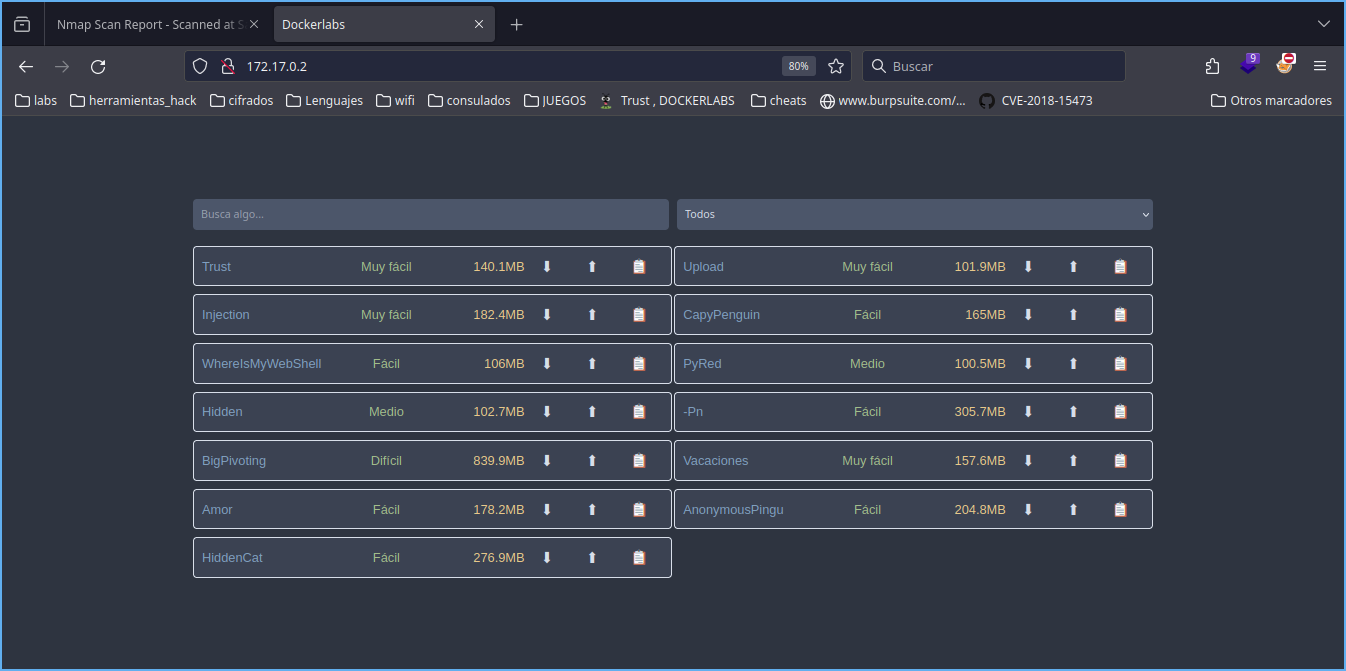 Nmap Scan Report - Scanned at S
Dockerlabs
172.17.0.2
80%
Buscar
9
labs herramientas_hack cifrados Lenguajes wifi consulados JUEGOS Trust , DOCKERLABS cheats www.burpsuite.com/... CVE-2018-15473 Otros marcadores
Busca algo... Todos
Trust Muy fácil 140.1MB Upload Muy fácil 101.9MB
Injection Muy fácil 182.4MB CapyPenguin Fácil 165MB
WhereIsMyWebShell Fácil 106MB PyRed Medio 100.5MB
Hidden Medio 102.7MB -Pn Fácil 305.7MB
BigPivoting Difícil 839.9MB Vacaciones Muy fácil 157.6MB
Amor Fácil 178.2MB AnonymousPingu Fácil 204.8MB
HiddenCat Fácil 276.9MB